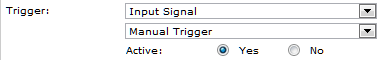 Trigger: Input Signal
Manual Trigger
Active: Yes No